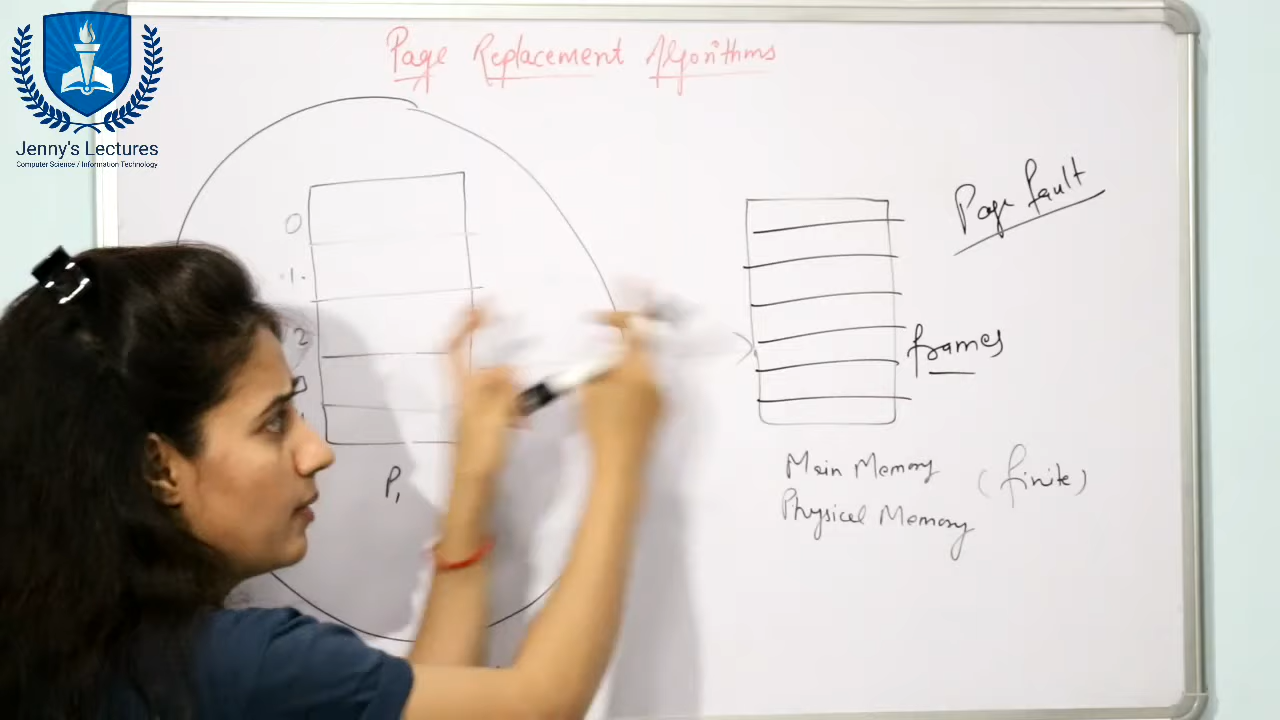 Jenny's Lectures
Computer Science / Information Technology
Page Replacement Algorithms
0
1
2
P1
Page fault
frames
Main Memory
Physical Memory
(finite)